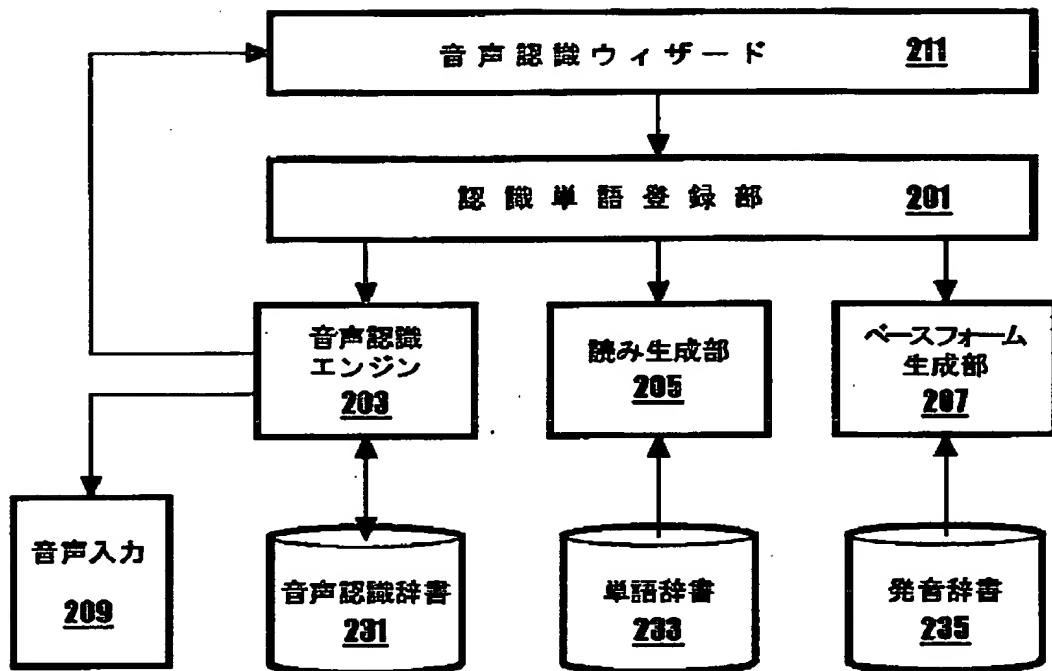 音声認識ウィザード 211
認識単語登録部 201
音声認識
エンジン
203
読み生成部
205
ベースフォーム
生成部
207
音声入力
209
音声認識辞書
231
単語辞書
233
発音辞書
235